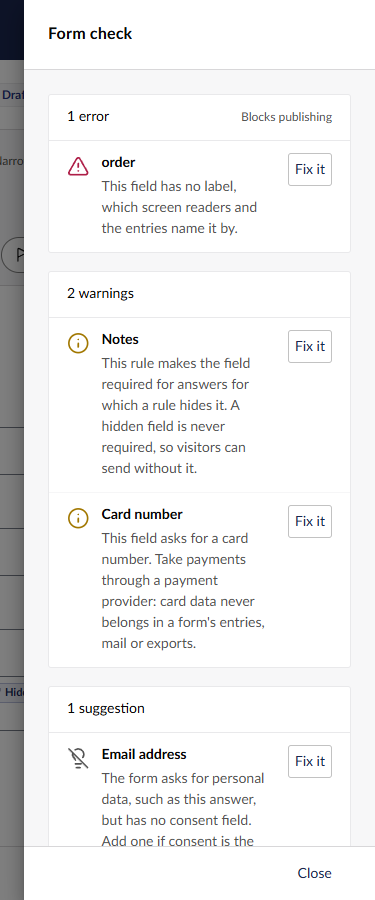 Form check
1 error
Blocks publishing
order
Fix it
This field has no label,
which screen readers and
the entries name it by.
2 warnings
Notes
Fix it
This rule makes the field
required for answers for
which a rule hides it. A
hidden field is never
required, so visitors can
send without it.
Card number
Fix it
This field asks for a card
number. Take payments
through a payment
provider: card data never
belongs in a form's entries,
mail or exports.
1 suggestion
Email address
Fix it
The form asks for personal
data, such as this answer,
but has no consent field.
Add one if consent is the
Close